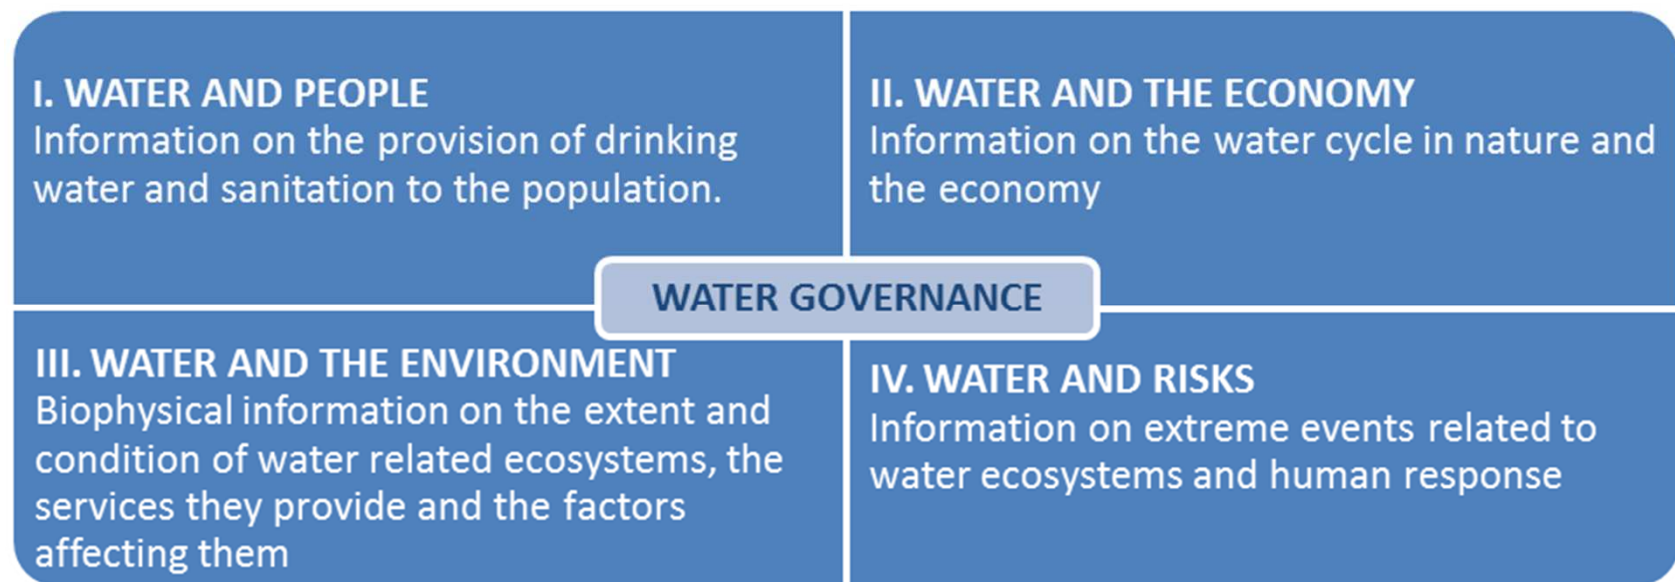 I. WATER AND PEOPLE
Information on the provision of drinking
water and sanitation to the population.
II. WATER AND THE ECONOMY
Information on the water cycle in nature and
the economy
WATER GOVERNANCE
III. WATER AND THE ENVIRONMENT
Biophysical information on the extent and
condition of water related ecosystems, the
services they provide and the factors
affecting them
IV. WATER AND RISKS
Information on extreme events related to
water ecosystems and human response